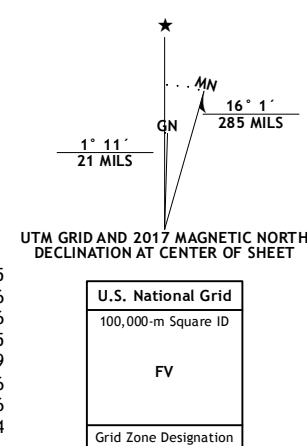 ★
MN
GN
16° 1´
285 MILS
1° 11´
21 MILS
UTM GRID AND 2017 MAGNETIC NORTH
DECLINATION AT CENTER OF SHEET
U.S. National Grid
100,000-m Square ID
FV
Grid Zone Designation